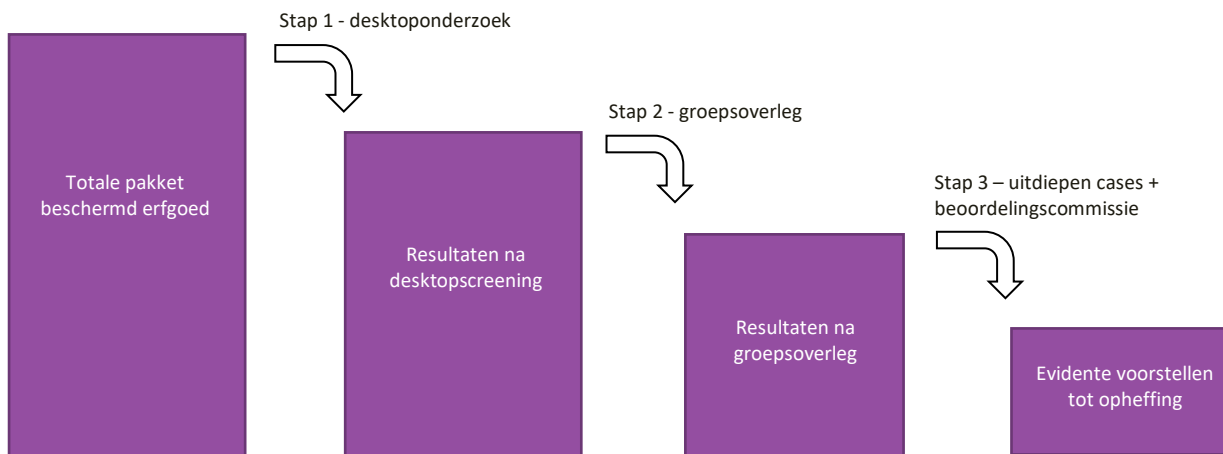 Stap 1 - desktoponderzoek
Totale pakket
beschermd erfgoed
Stap 2 - groepsoverleg
Resultaten na
desktopscreening
Stap 3 – uitdiepen cases +
beoordelingscommissie
Resultaten na
groepsoverleg
Evidente voorstellen
tot opheffing